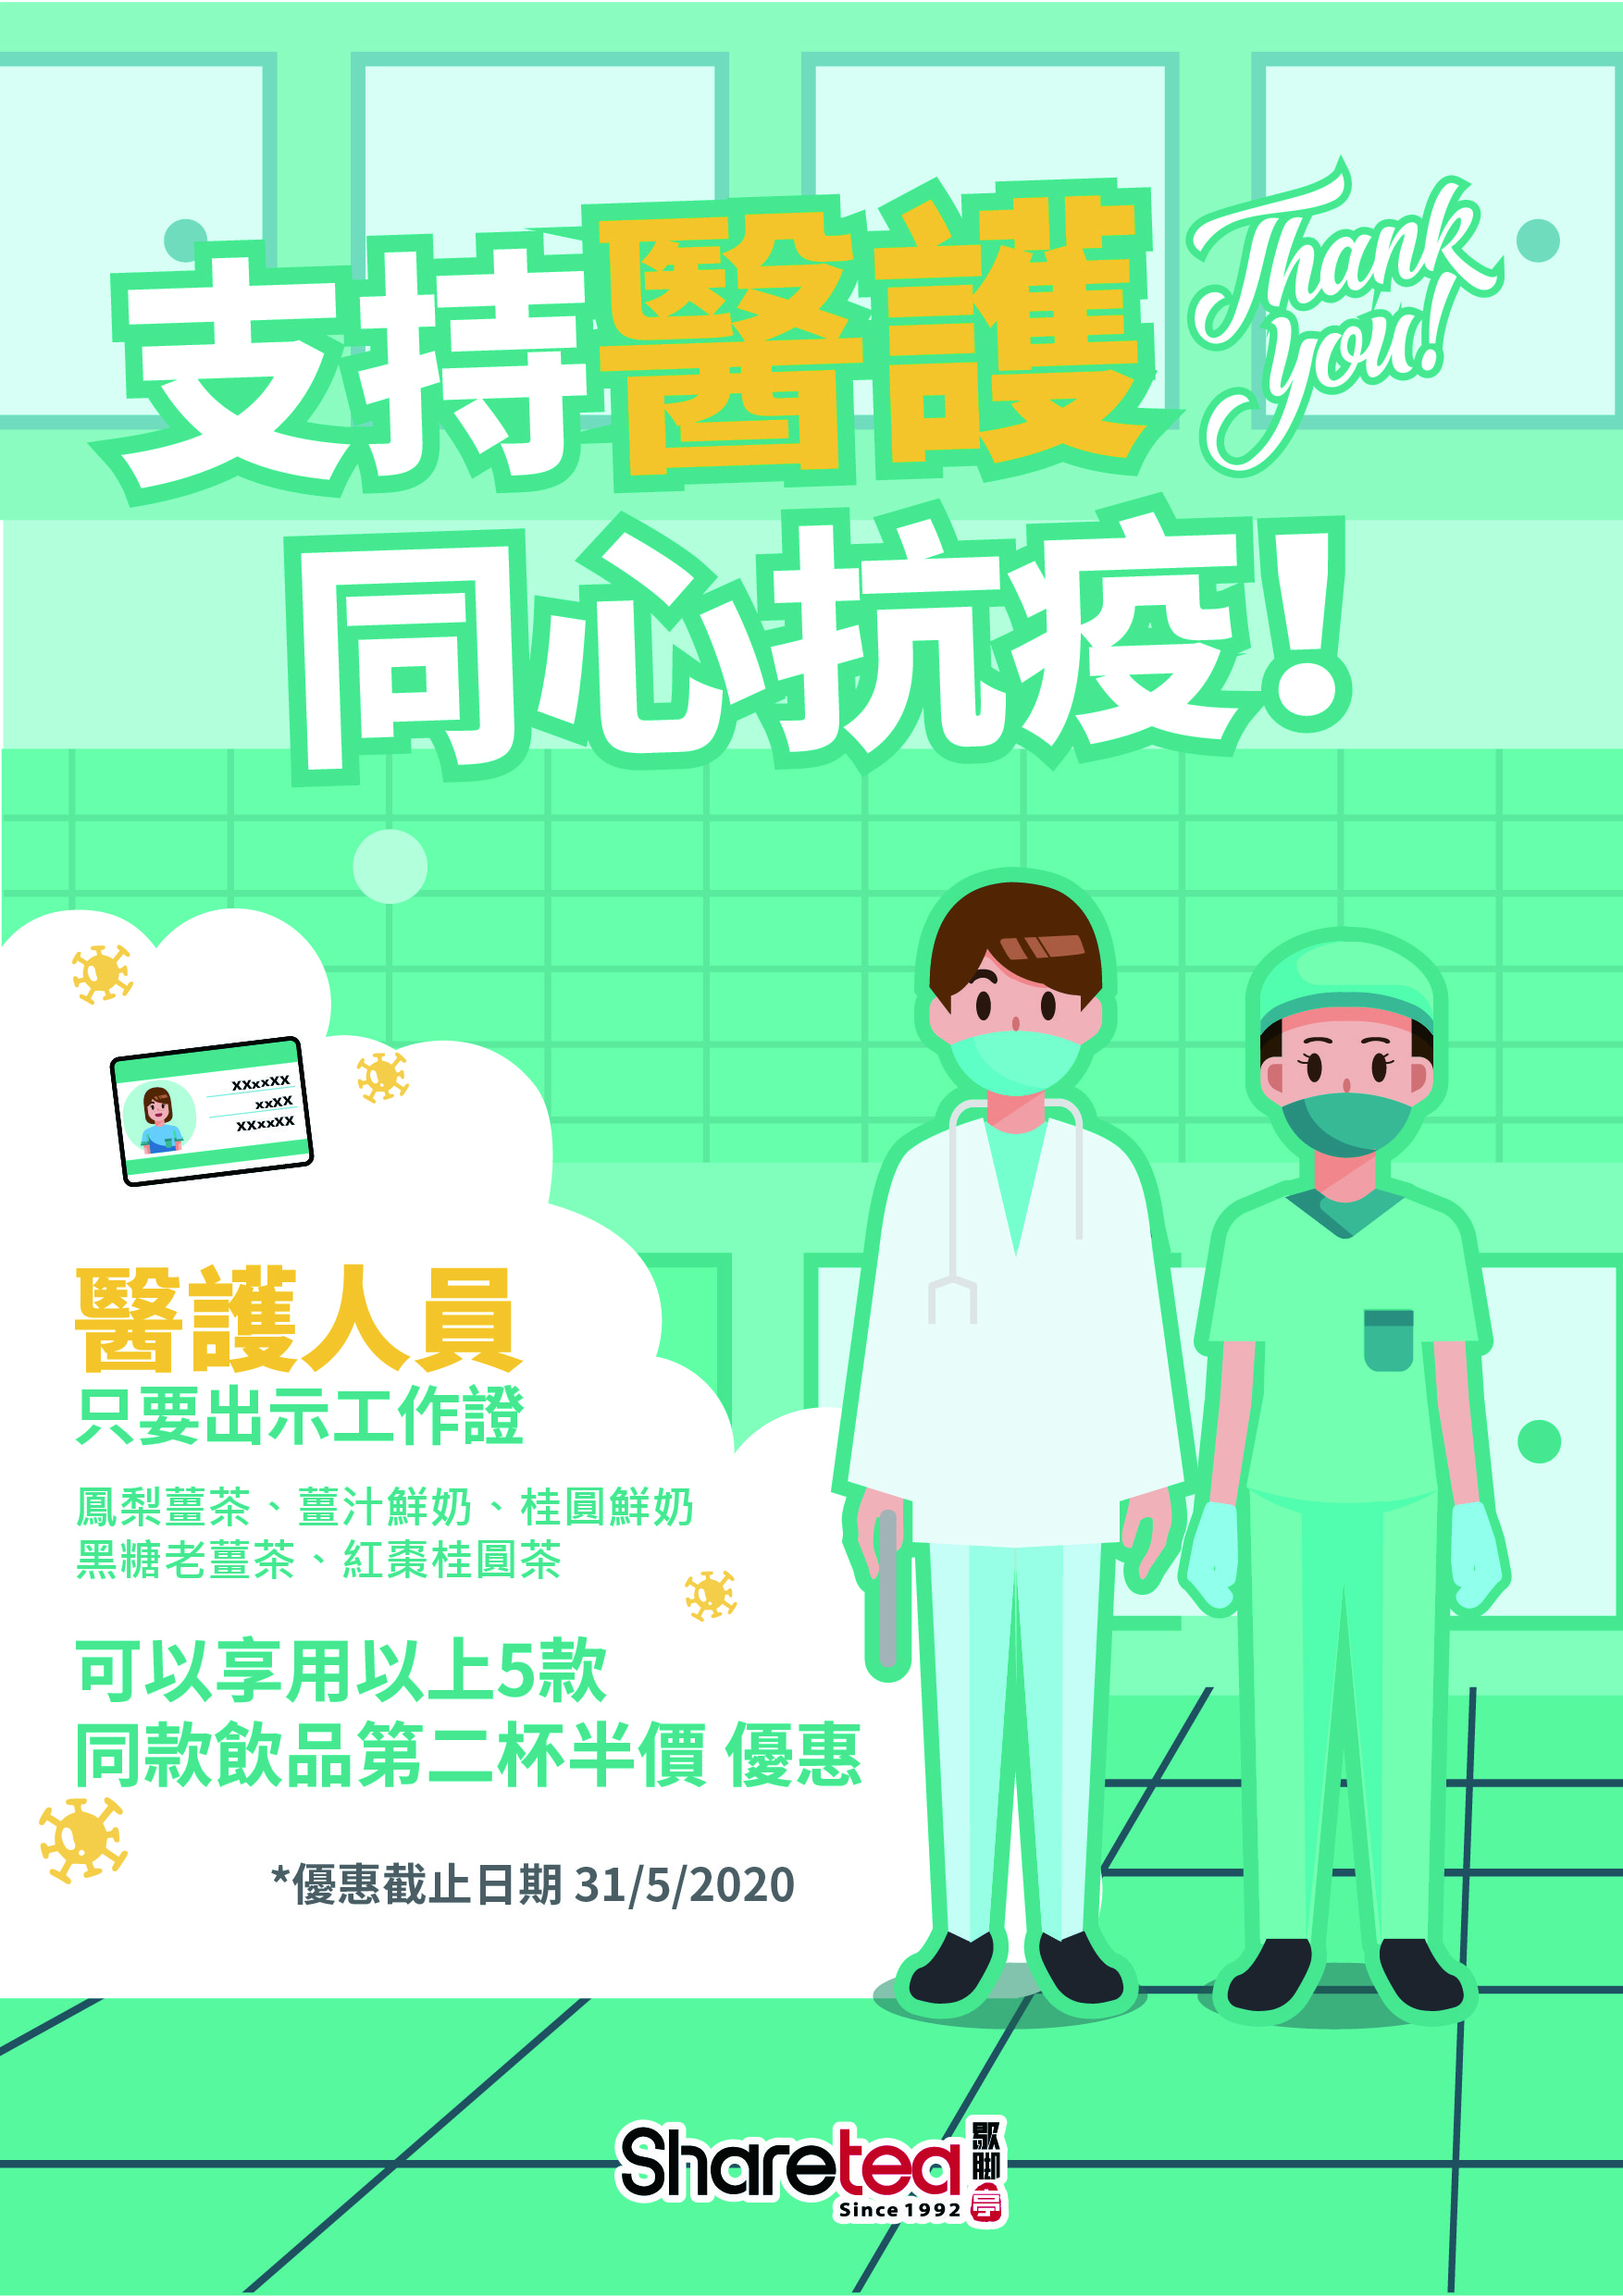 支持醫護
Thank
you!
同心抗疫!
XXxxXX
xxXX
XXxxXX
醫護人員
只要出示工作證
鳳梨薑茶、薑汁鮮奶、桂圓鮮奶
黑糖老薑茶、紅棗桂圓茶
可以享用以上5款
同款飲品第二杯半價 優惠
*優惠截止日期 31/5/2020
Sharetea 歇腳亭
Since 1992